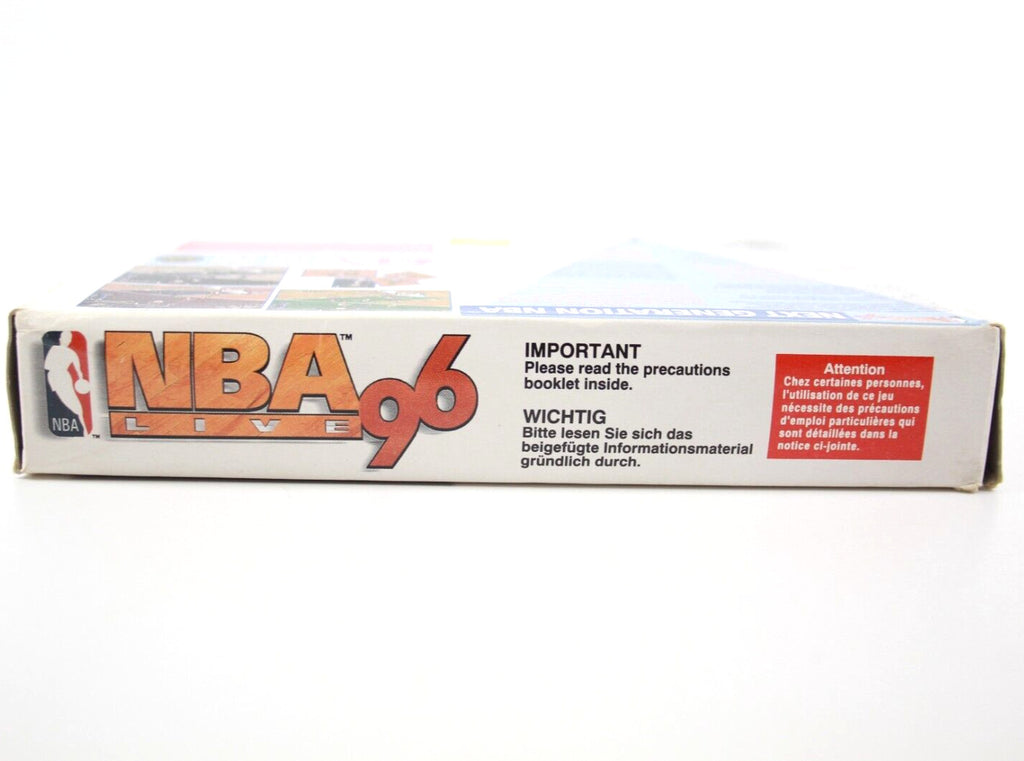 NEXT GENERATION NBA
NBA™
LIVE 96
NBA™
IMPORTANT
Please read the precautions
booklet inside.
WICHTIG
Bitte lesen Sie sich das
beigefügte Informationsmaterial
gründlich durch.
Attention
Chez certaines personnes,
l'utilisation de ce jeu
nécessite des précautions
d'emploi particulières qui
sont détaillées dans la
notice ci-jointe.